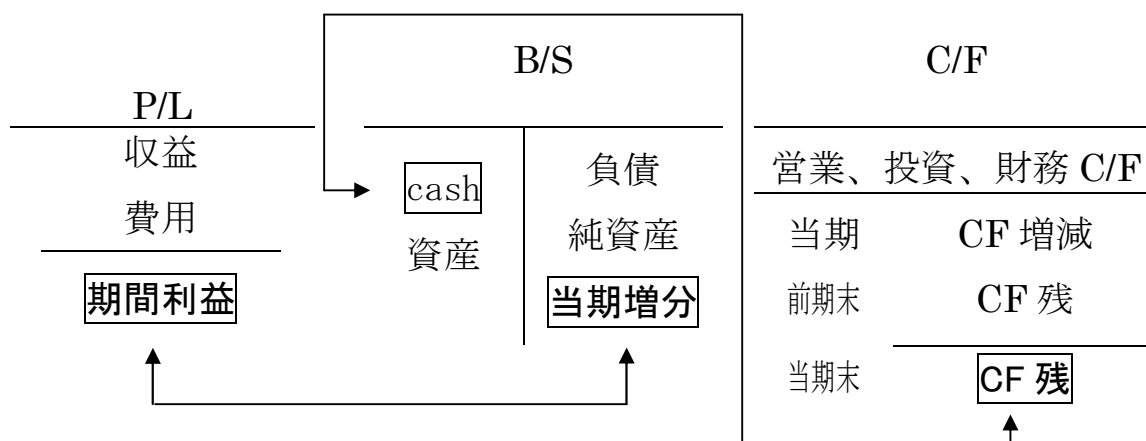 P/L
収益
費用
期間利益
B/S
cash
資産
負債
純資産
当期増分
C/F
営業、投資、財務 C/F
当期 CF 増減
前期末 CF 残
当期末 CF 残